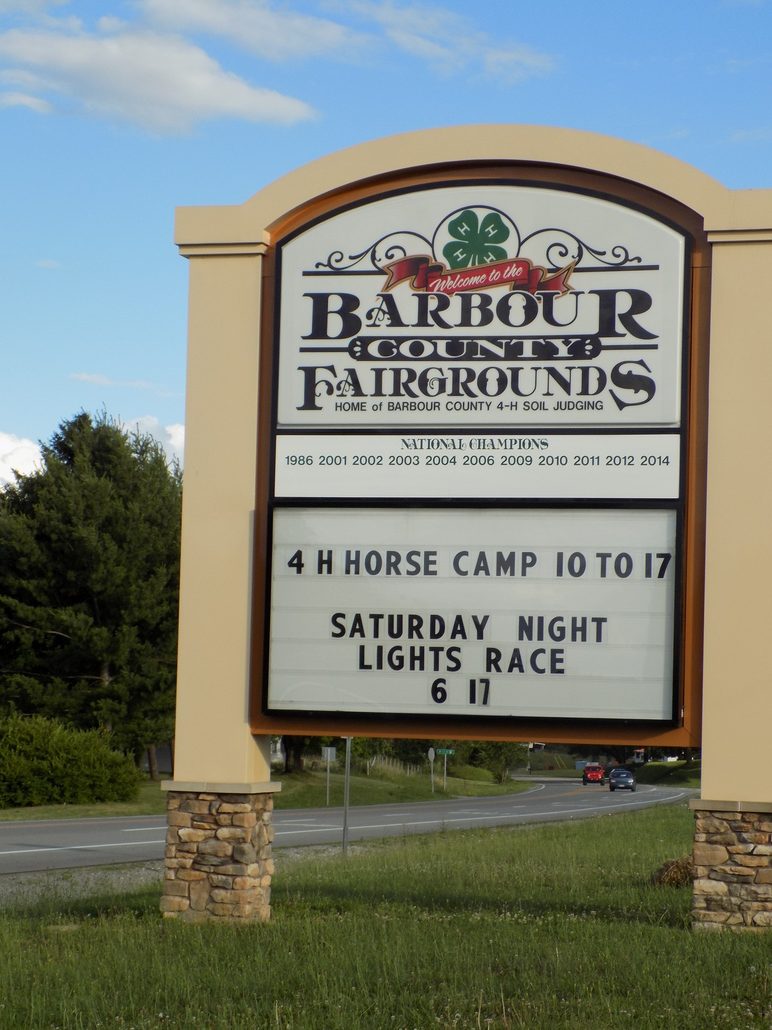 H H
H H
Welcome to the
BARBOUR
COUNTY
FAIRGROUNDS
HOME of BARBOUR COUNTY 4-H SOIL JUDGING
NATIONAL CHAMPIONS
1986 2001 2002 2003 2004 2006 2009 2010 2011 2012 2014
4 H HORSE CAMP 10 TO 17
SATURDAY NIGHT
LIGHTS RACE
6 17